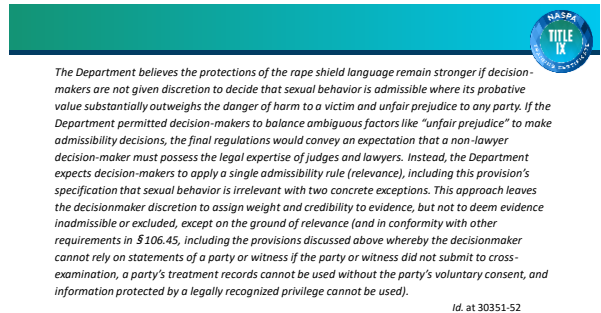 NASPA
TITLE
IX
TRAINING CERTIFICATE
The Department believes the protections of the rape shield language remain stronger if decision-
makers are not given discretion to decide that sexual behavior is admissible where its probative
value substantially outweighs the danger of harm to a victim and unfair prejudice to any party. If the
Department permitted decision-makers to balance ambiguous factors like “unfair prejudice” to make
admissibility decisions, the final regulations would convey an expectation that a non-lawyer
decision-maker must possess the legal expertise of judges and lawyers. Instead, the Department
expects decision-makers to apply a single admissibility rule (relevance), including this provision’s
specification that sexual behavior is irrelevant with two concrete exceptions. This approach leaves
the decisionmaker discretion to assign weight and credibility to evidence, but not to deem evidence
inadmissible or excluded, except on the ground of relevance (and in conformity with other
requirements in § 106.45, including the provisions discussed above whereby the decisionmaker
cannot rely on statements of a party or witness if the party or witness did not submit to cross-
examination, a party’s treatment records cannot be used without the party’s voluntary consent, and
information protected by a legally recognized privilege cannot be used).
Id. at 30351-52